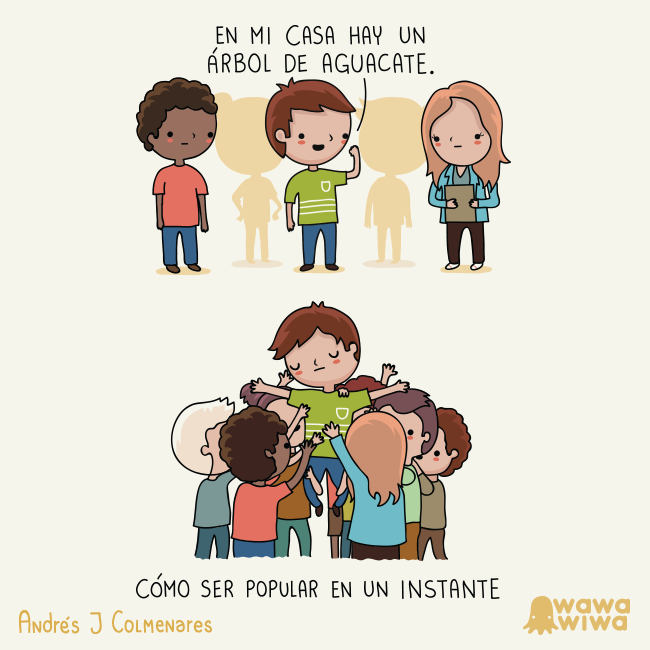 EN MI CASA HAY UN
ÁRBOL DE AGUACATE.
CÓMO SER POPULAR EN UN INSTANTE
ANDRÉS J COLMENARES
wawa
wiwa